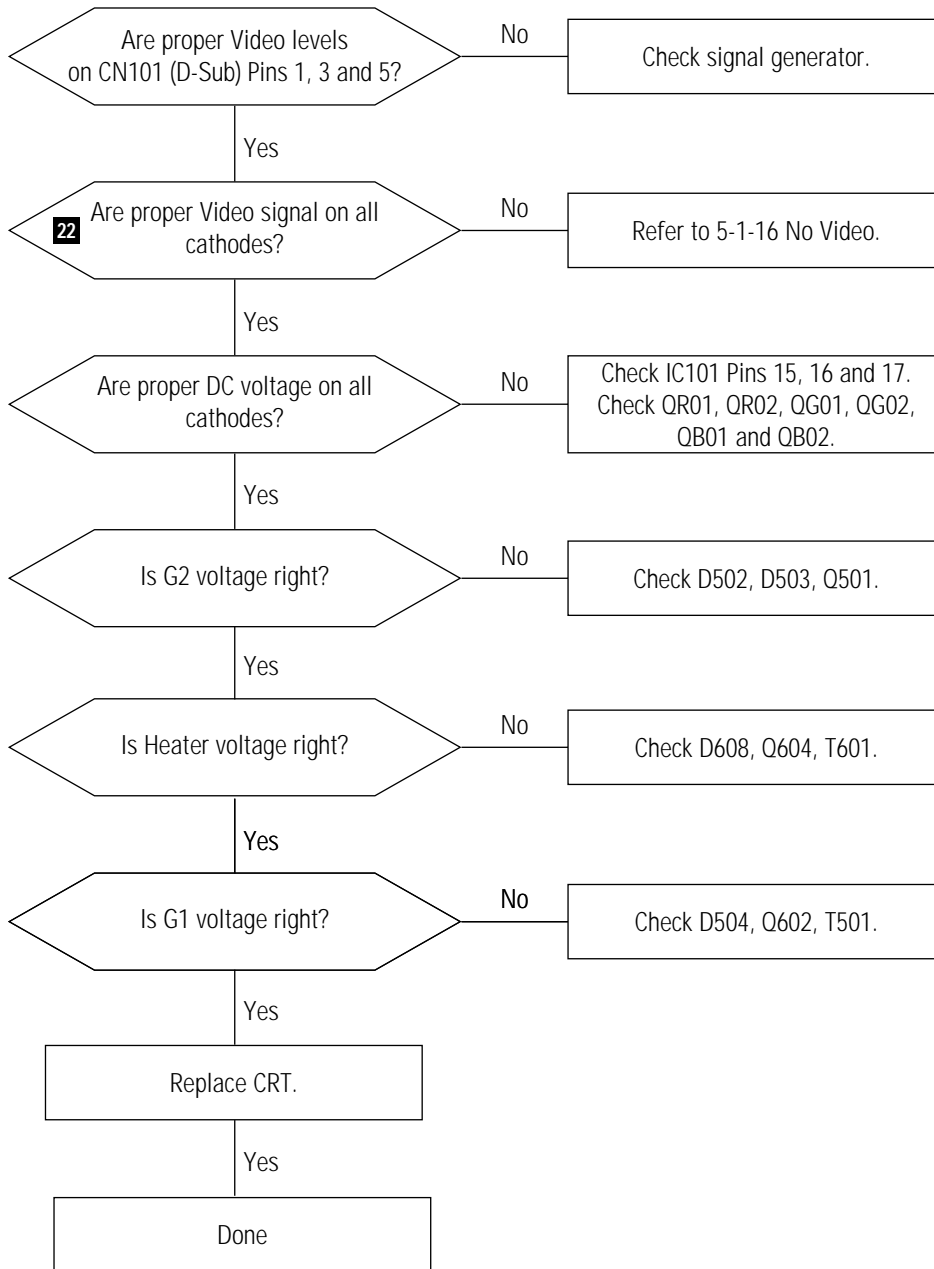 Are proper Video levels
on CN101 (D-Sub) Pins 1, 3 and 5?
No
Check signal generator.
Yes
22
Are proper Video signal on all
cathodes?
No
Refer to 5-1-16 No Video.
Yes
Are proper DC voltage on all
cathodes?
No
Check IC101 Pins 15, 16 and 17.
Check QR01, QR02, QG01, QG02,
QB01 and QB02.
Yes
Is G2 voltage right?
No
Check D502, D503, Q501.
Yes
Is Heater voltage right?
No
Check D608, Q604, T601.
Yes
Is G1 voltage right?
No
Check D504, Q602, T501.
Yes
Replace CRT.
Yes
Done